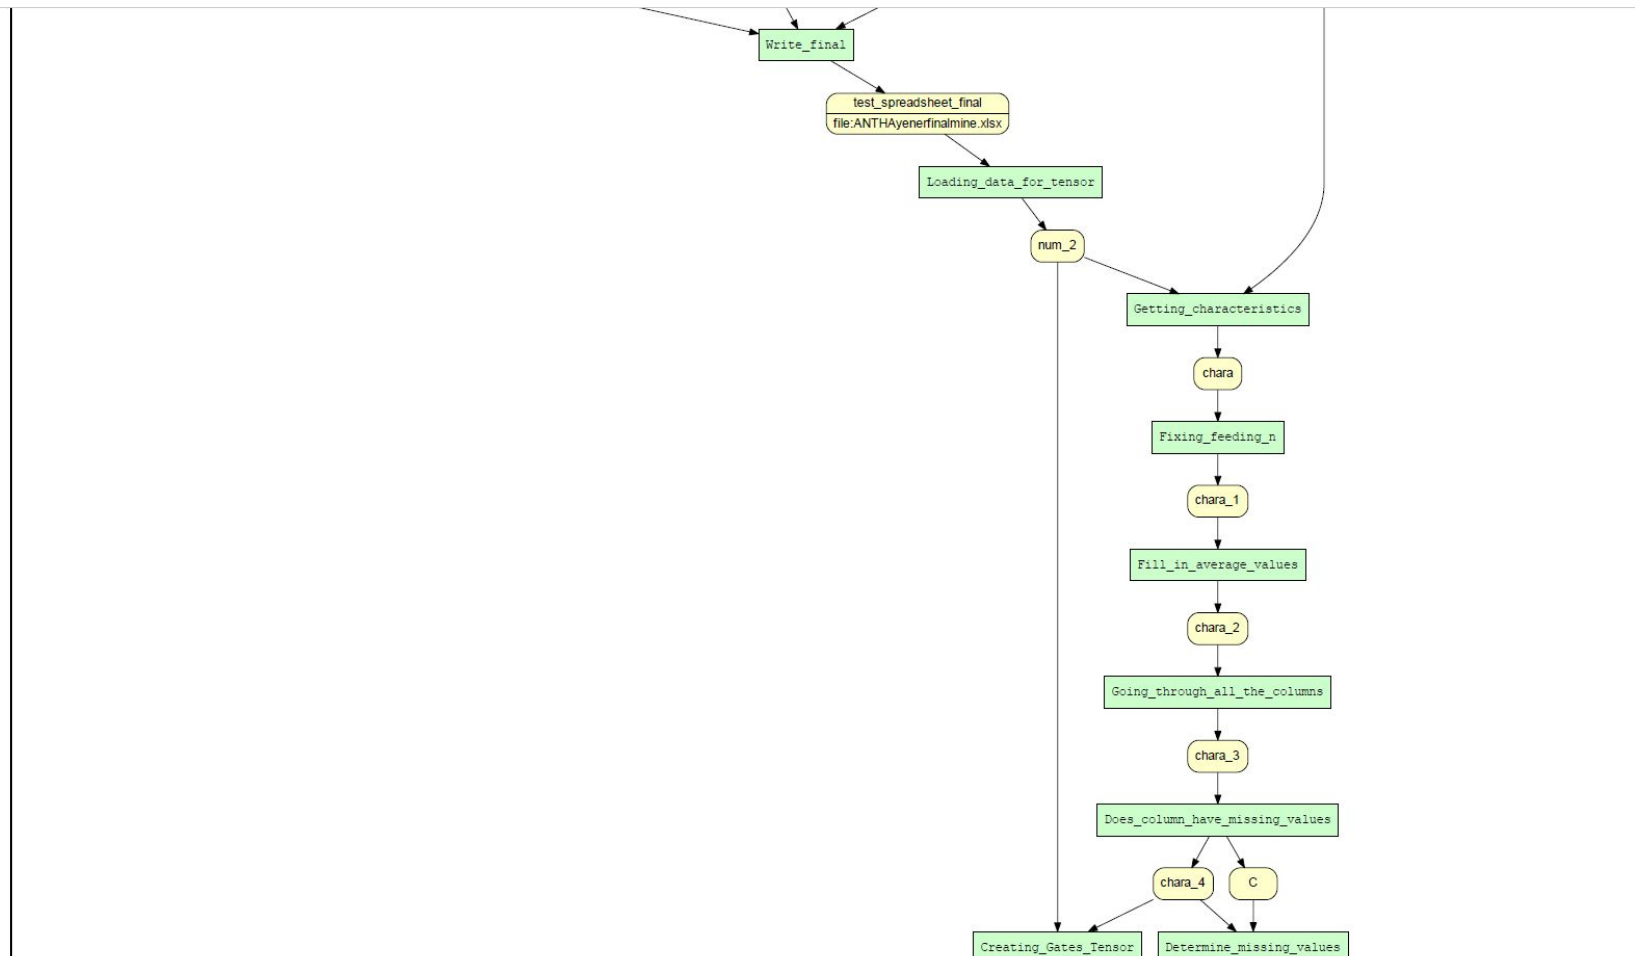 Write_final
test_spreadsheet_final
file:ANTHAyenerfinalmine.xlsx
Loading_data_for_tensor
num_2
Getting_characteristics
chara
Fixing_feeding_n
chara_1
Fill_in_average_values
chara_2
Going_through_all_the_columns
chara_3
Does_column_have_missing_values
chara_4
C
Creating_Gates_Tensor
Determine_missing_values